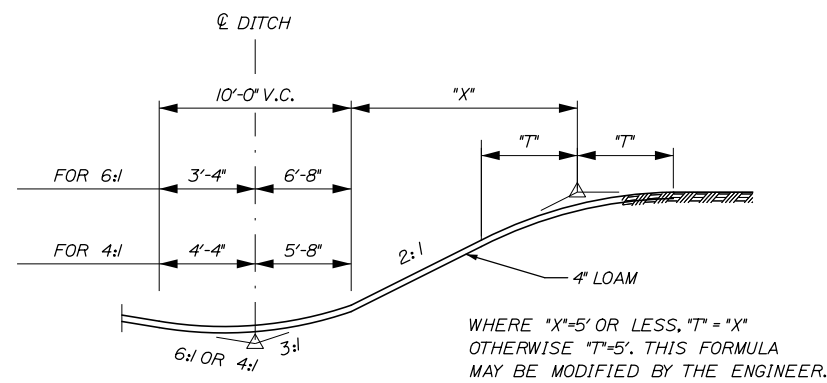 ℄ DITCH
10'-0" V.C.
"X"
"T" "T"
FOR 6:1 3'-4" 6'-8"
FOR 4:1 4'-4" 5'-8"
2:1
4" LOAM
6:1 OR 4:1 3:1
WHERE "X"=5' OR LESS, "T" = "X"
OTHERWISE "T"=5'. THIS FORMULA
MAY BE MODIFIED BY THE ENGINEER.